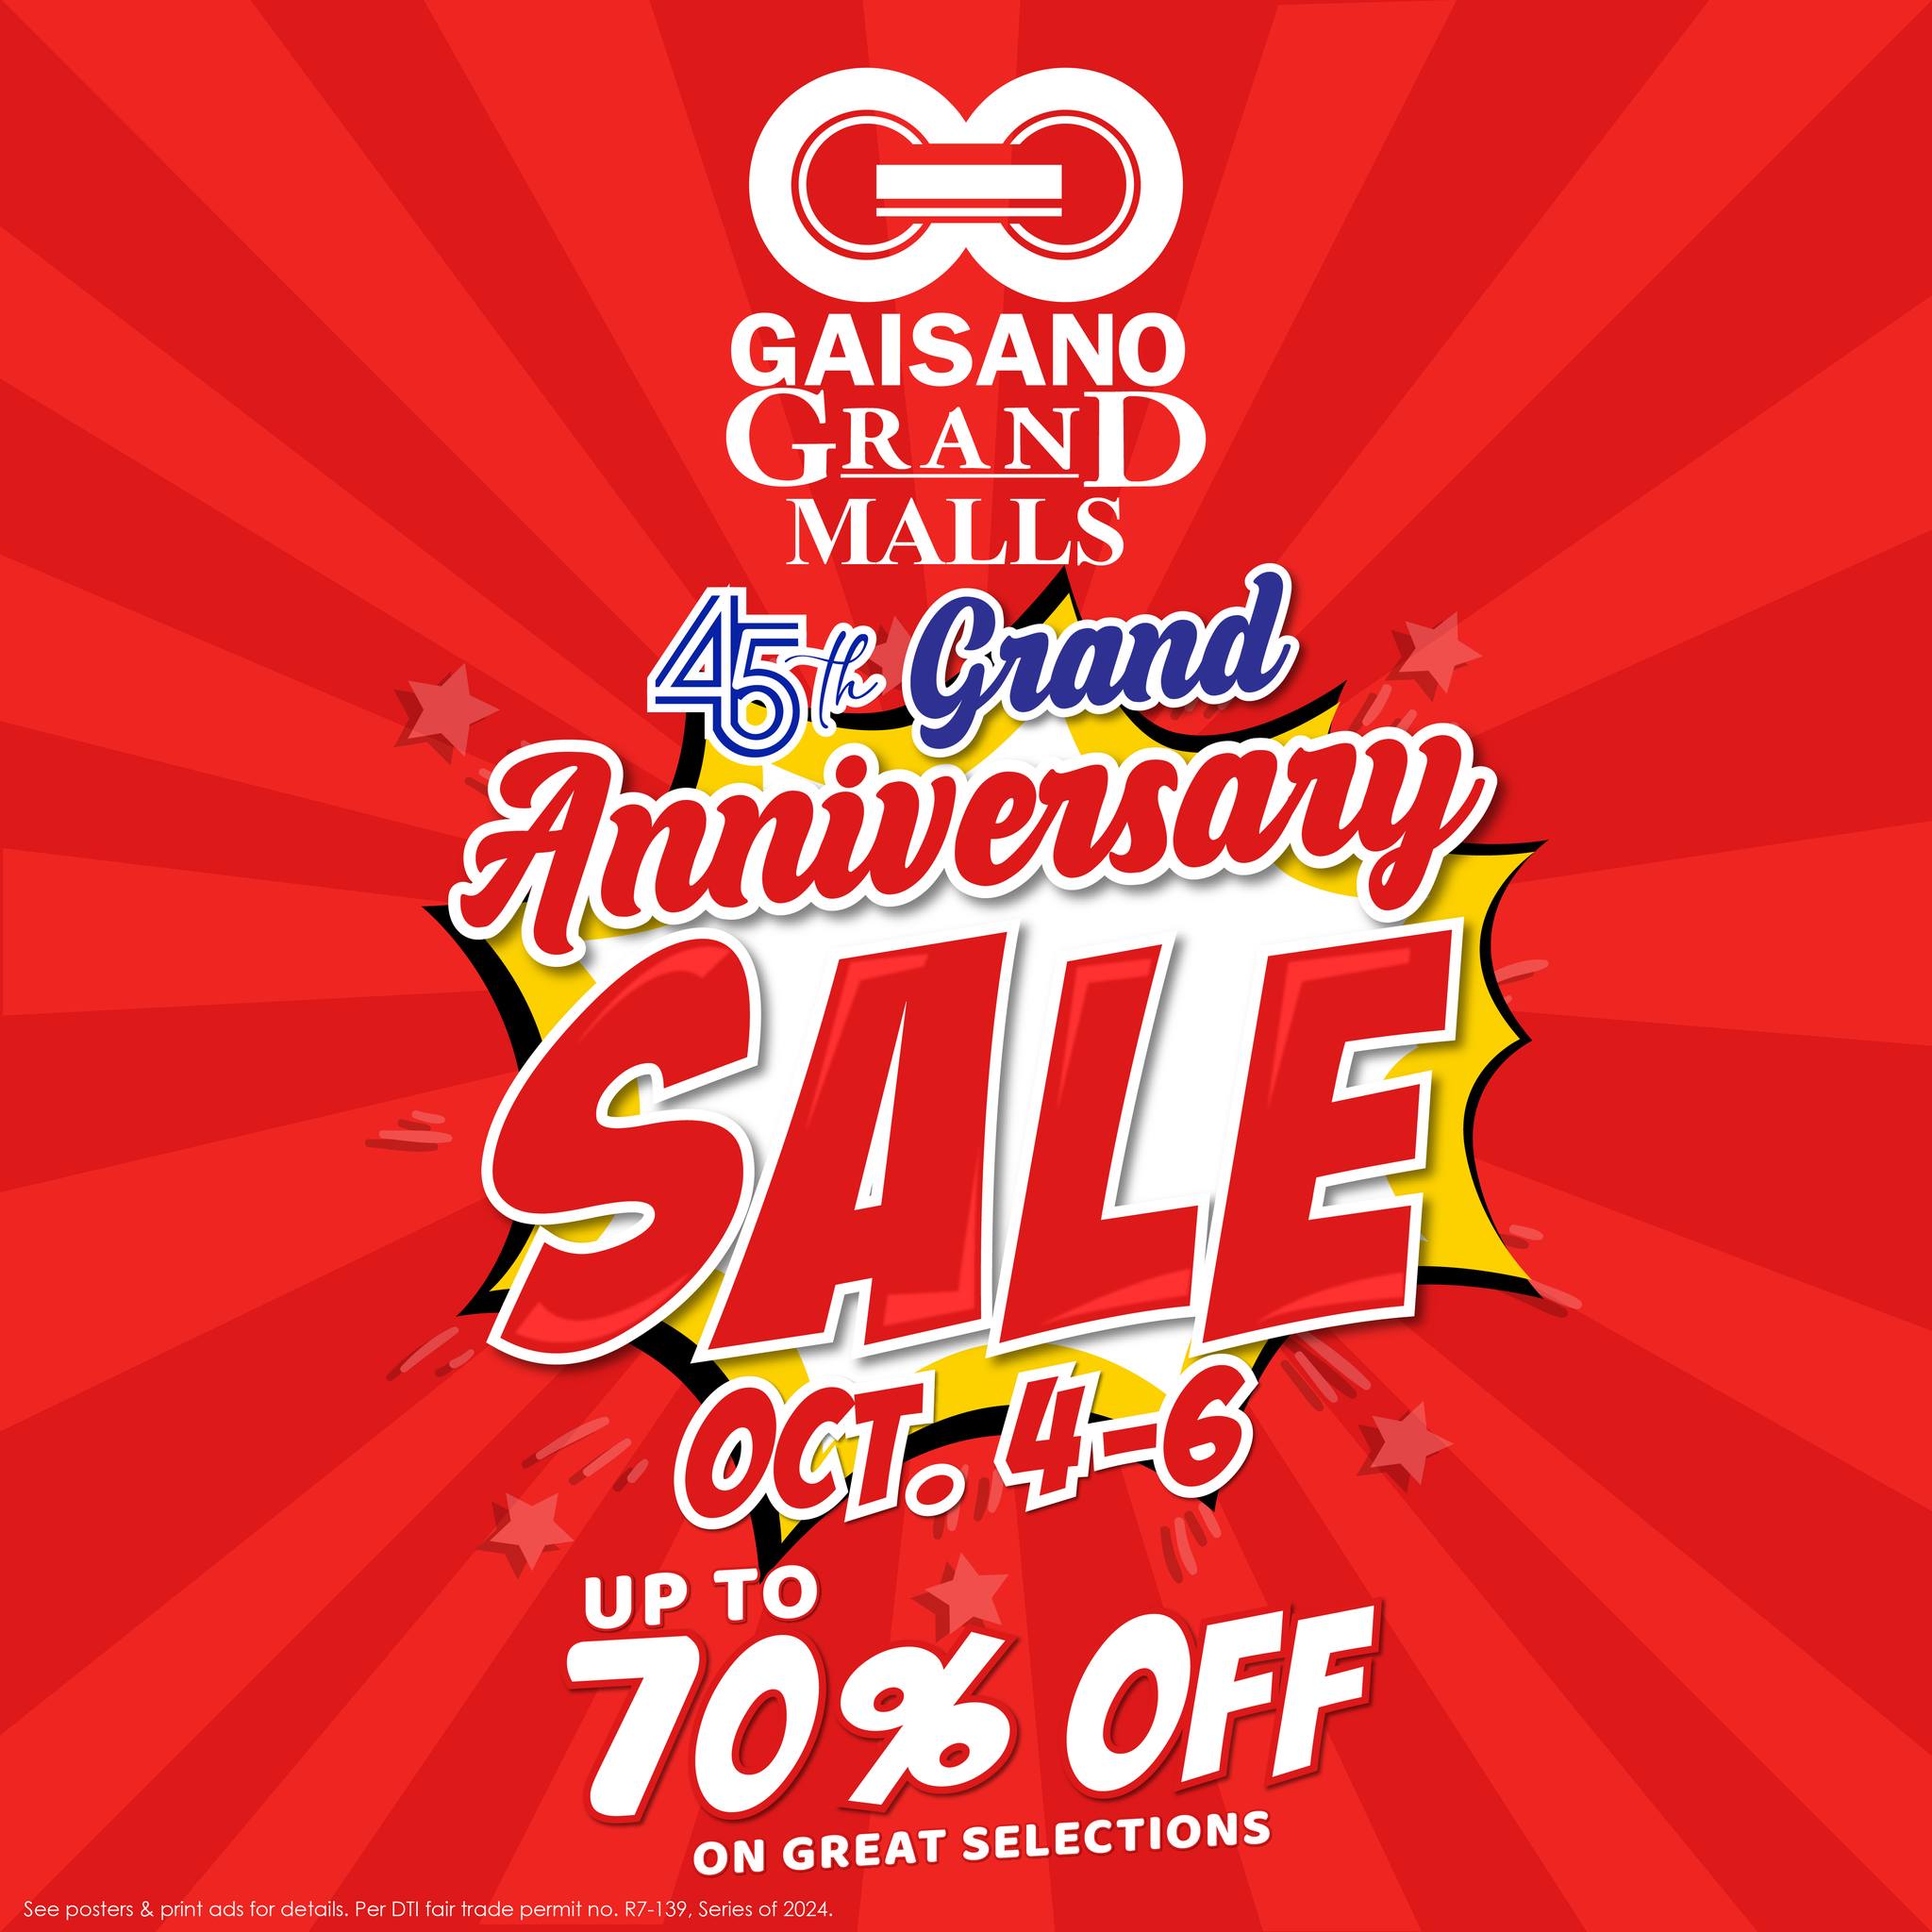 GAISANO
GRAND
MALLS
45th Grand
Anniversary
SALE
OCT. 4-6
UP TO
70% OFF
ON GREAT SELECTIONS
See posters & print ads for details. Per DTI fair trade permit no. R7-139, Series of 2024.